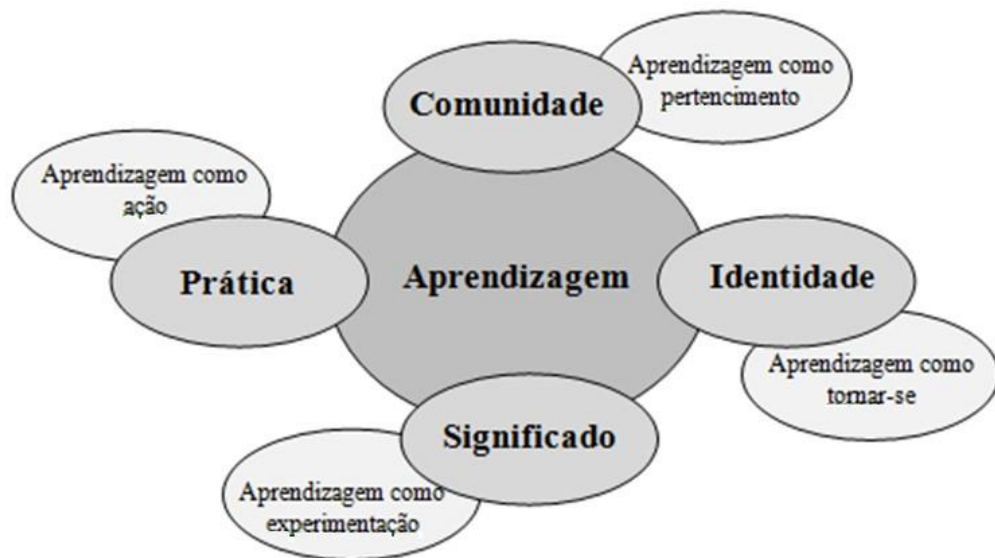 Comunidade
Aprendizagem como
pertencimento
Aprendizagem como
ação
Prática
Aprendizagem
Identidade
Aprendizagem como
tornar-se
Significado
Aprendizagem como
experimentação